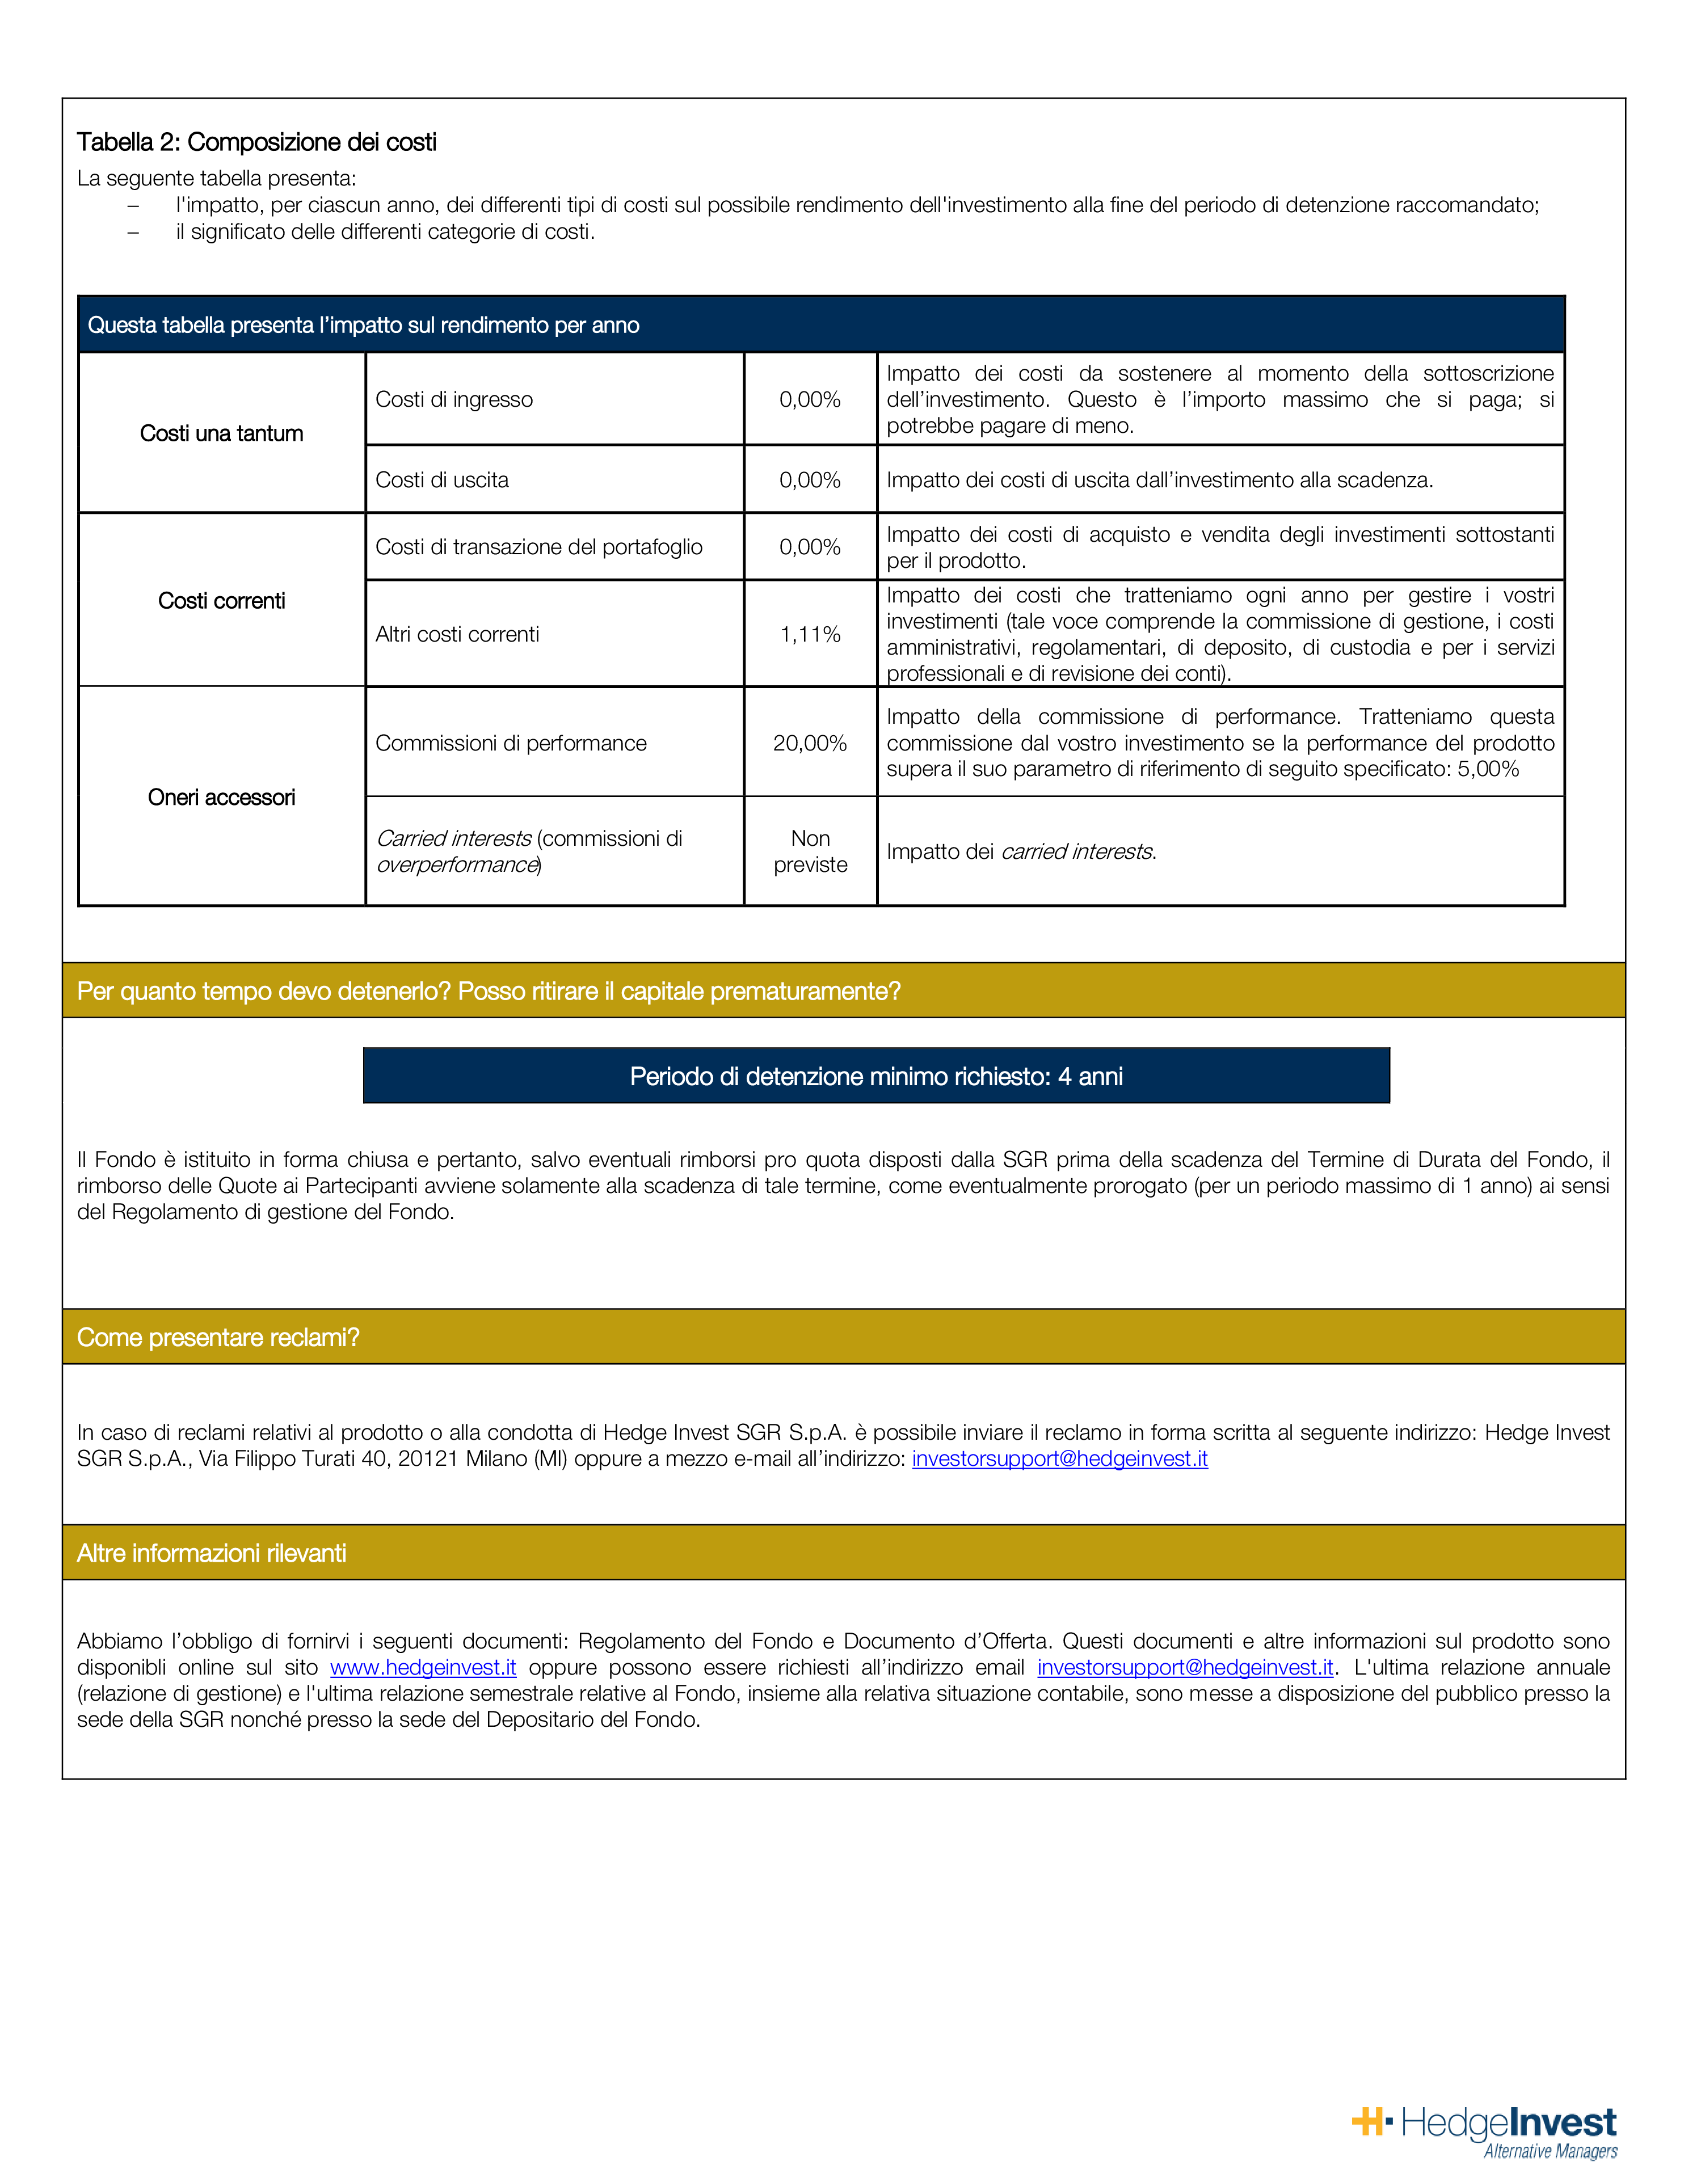 Tabella 2: Composizione dei costi
La seguente tabella presenta:
– l'impatto, per ciascun anno, dei differenti tipi di costi sul possibile rendimento dell'investimento alla fine del periodo di detenzione raccomandato;
– il significato delle differenti categorie di costi.
Questa tabella presenta l’impatto sul rendimento per anno
Costi una tantum
Costi di ingresso
0,00%
Impatto dei costi da sostenere al momento della sottoscrizione
dell’investimento. Questo è l’importo massimo che si paga; si
potrebbe pagare di meno.
Costi di uscita
0,00%
Impatto dei costi di uscita dall’investimento alla scadenza.
Costi correnti
Costi di transazione del portafoglio
0,00%
Impatto dei costi di acquisto e vendita degli investimenti sottostanti
per il prodotto.
Altri costi correnti
1,11%
Impatto dei costi che tratteniamo ogni anno per gestire i vostri
investimenti (tale voce comprende la commissione di gestione, i costi
amministrativi, regolamentari, di deposito, di custodia e per i servizi
professionali e di revisione dei conti).
Oneri accessori
Commissioni di performance
20,00%
Impatto della commissione di performance. Tratteniamo questa
commissione dal vostro investimento se la performance del prodotto
supera il suo parametro di riferimento di seguito specificato: 5,00%
Carried interests (commissioni di
overperformance)
Non
previste
Impatto dei carried interests.
Per quanto tempo devo detenerlo? Posso ritirare il capitale prematuramente?
Periodo di detenzione minimo richiesto: 4 anni
Il Fondo è istituito in forma chiusa e pertanto, salvo eventuali rimborsi pro quota disposti dalla SGR prima della scadenza del Termine di Durata del Fondo, il
rimborso delle Quote ai Partecipanti avviene solamente alla scadenza di tale termine, come eventualmente prorogato (per un periodo massimo di 1 anno) ai sensi
del Regolamento di gestione del Fondo.
Come presentare reclami?
In caso di reclami relativi al prodotto o alla condotta di Hedge Invest SGR S.p.A. è possibile inviare il reclamo in forma scritta al seguente indirizzo: Hedge Invest
SGR S.p.A., Via Filippo Turati 40, 20121 Milano (MI) oppure a mezzo e-mail all’indirizzo: investorsupport@hedgeinvest.it
Altre informazioni rilevanti
Abbiamo l’obbligo di fornirvi i seguenti documenti: Regolamento del Fondo e Documento d’Offerta. Questi documenti e altre informazioni sul prodotto sono
disponibli online sul sito www.hedgeinvest.it oppure possono essere richiesti all’indirizzo email investorsupport@hedgeinvest.it. L'ultima relazione annuale
(relazione di gestione) e l'ultima relazione semestrale relative al Fondo, insieme alla relativa situazione contabile, sono messe a disposizione del pubblico presso la
sede della SGR nonché presso la sede del Depositario del Fondo.
HedgeInvest
Alternative Managers